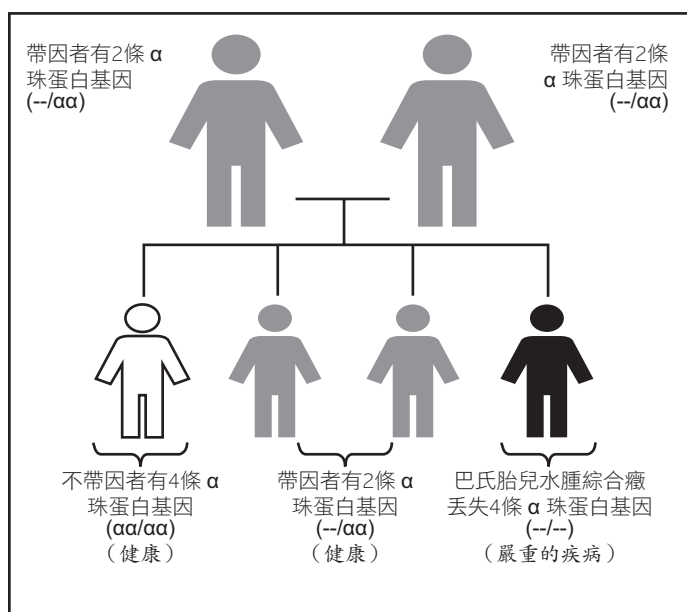 帶因者有2條 α
珠蛋白基因
(--/αα)
帶因者有2條
α 珠蛋白基因
(--/αα)
不帶因者有4條 α
珠蛋白基因
(αα/αα)
（健康）
帶因者有2條 α
珠蛋白基因
(--/αα)
（健康）
巴氏胎兒水腫綜合癥
丢失4條 α 珠蛋白基因
(--/--)
（嚴重的疾病）